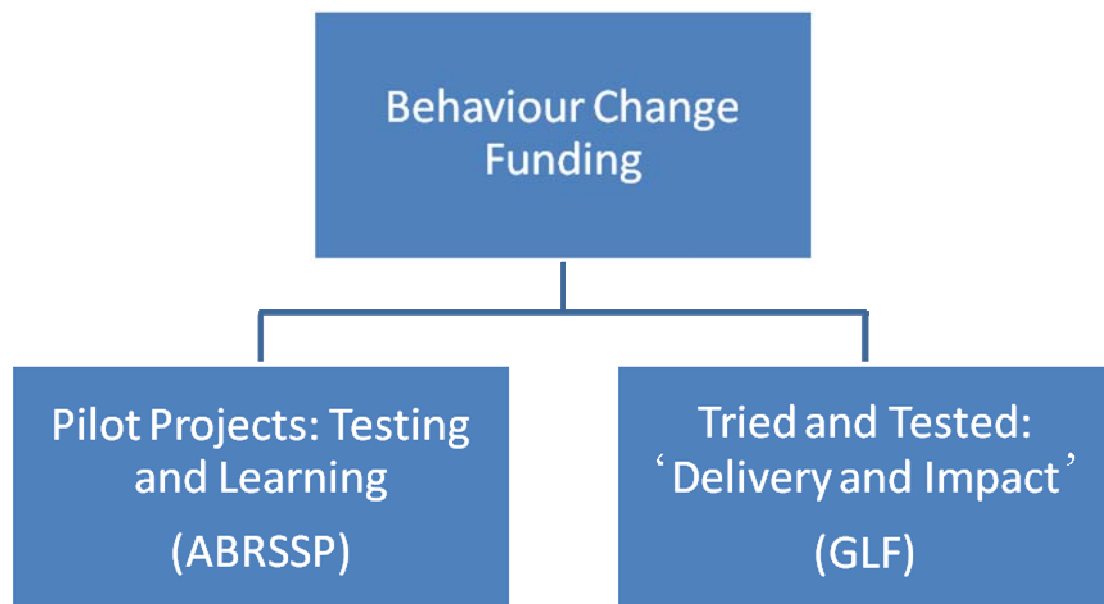 Behaviour Change
Funding
Pilot Projects: Testing
and Learning
(ABRSSP)
Tried and Tested:
‘Delivery and Impact’
(GLF)